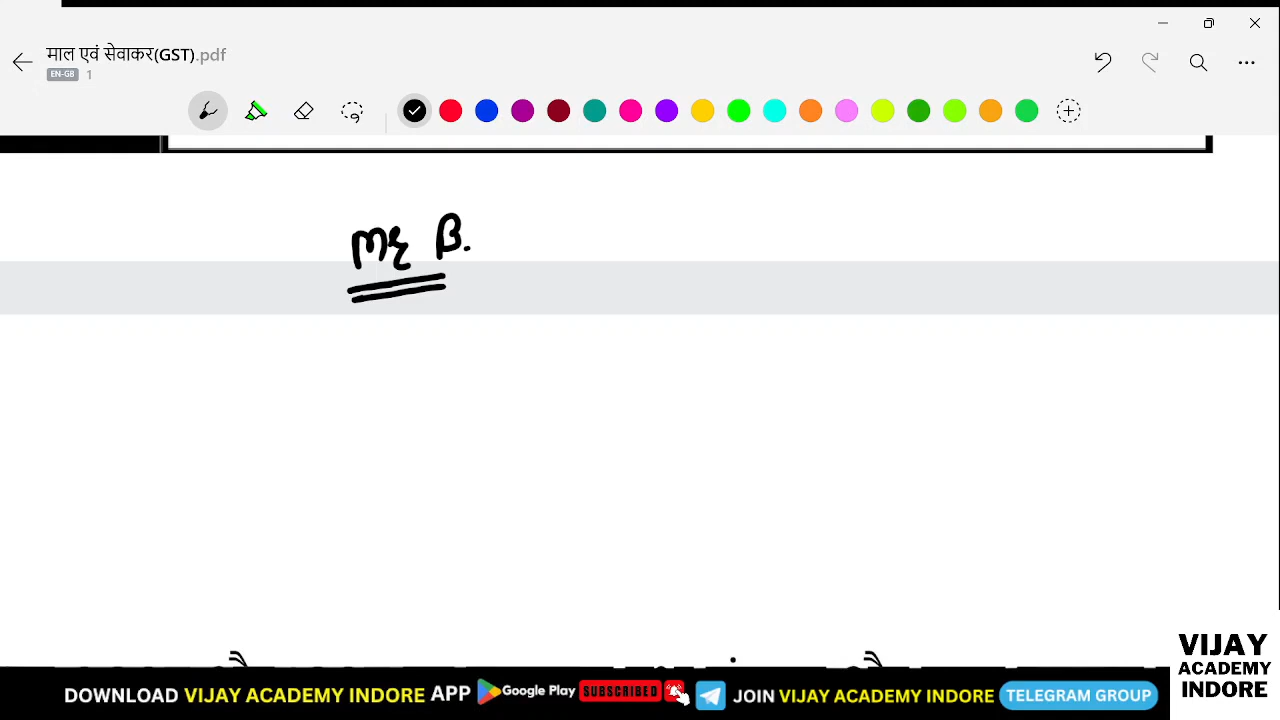 माल एवं सेवाकर(GST).pdf
EN-GB 1
Mr B.
VIJAY
ACADEMY
INDORE
DOWNLOAD VIJAY ACADEMY INDORE APP Google Play SUBSCRIBED JOIN VIJAY ACADEMY INDORE TELEGRAM GROUP